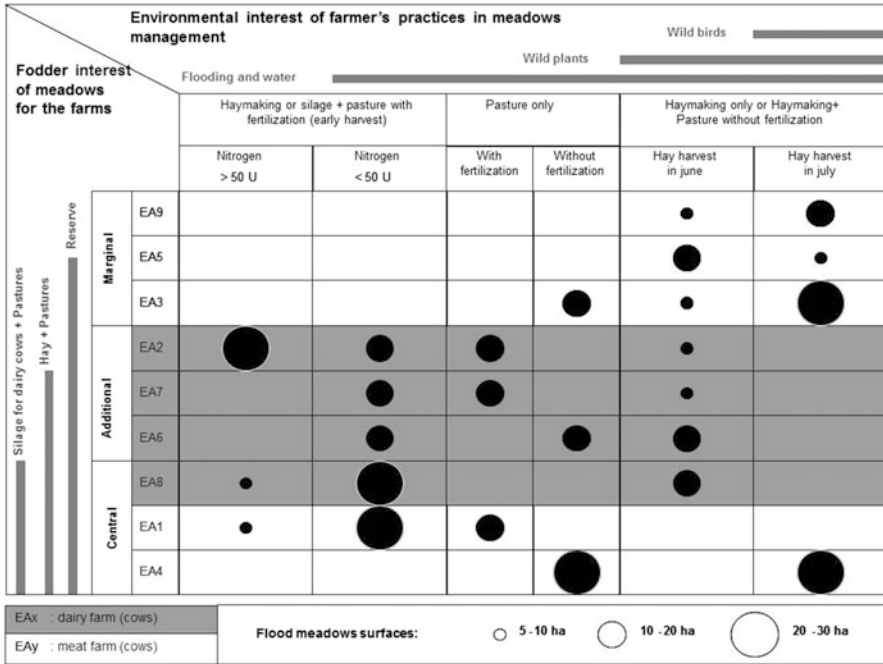 Environmental interest of farmer's practices in meadows
management
Wild birds
Wild plants
Flooding and water
Fodder interest
of meadows
for the farms
Haymaking or silage + pasture with
fertilization (early harvest)
Pasture only
Haymaking only or Haymaking+
Pasture without fertilization
Nitrogen
> 50 U
Nitrogen
<50 U
With
fertilization
Without
fertilization
Hay harvest
in june
Hay harvest
in july
Silage for dairy cows + Pastures
Hay + Pastures
Reserve
Marginal
EA9
EA5
EA3
Additional
EA2
EA7
EA6
Central
EA8
EA1
EA4
EAx : dairy farm (cows)
EAy : meat farm (cows)
Flood meadows surfaces:
5-10 ha
10-20 ha
20-30 ha